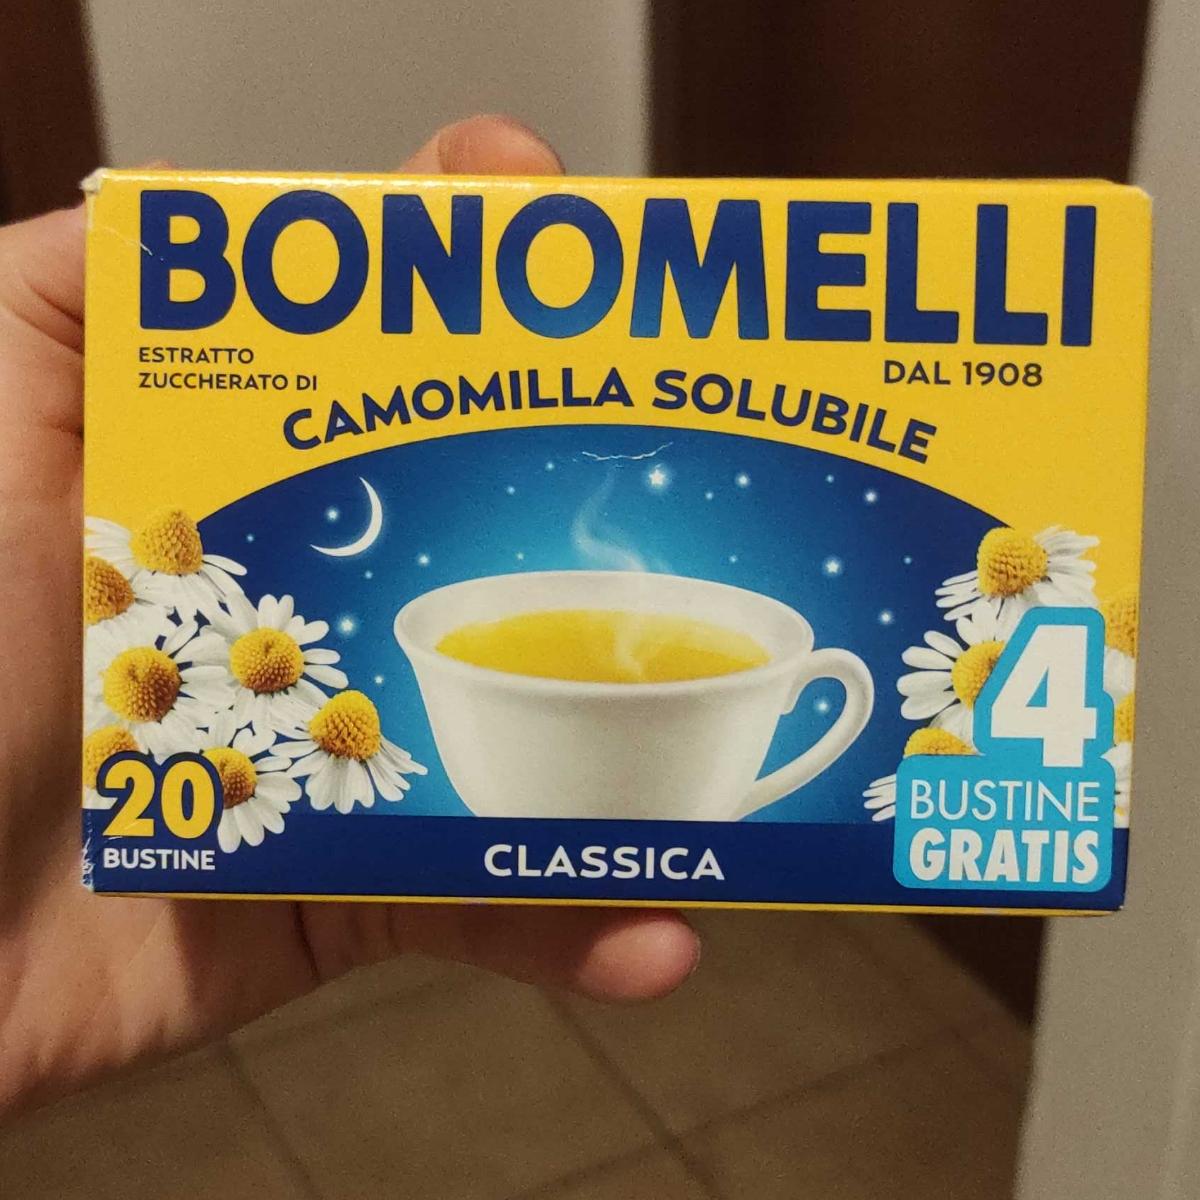 BONOMELLI
ESTRATTO
ZUCCHERATO DI
DAL 1908
CAMOMILLA SOLUBILE
20
BUSTINE
CLASSICA
4
BUSTINE
GRATIS